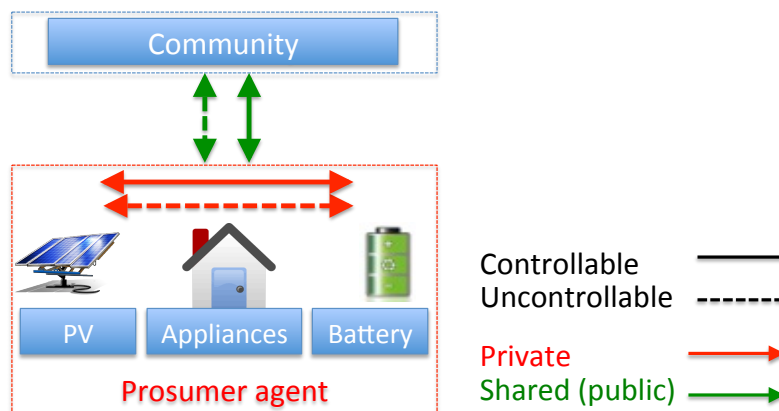 Community
PV
Appliances
Battery
Prosumer agent
Controllable
Uncontrollable
Private
Shared (public)